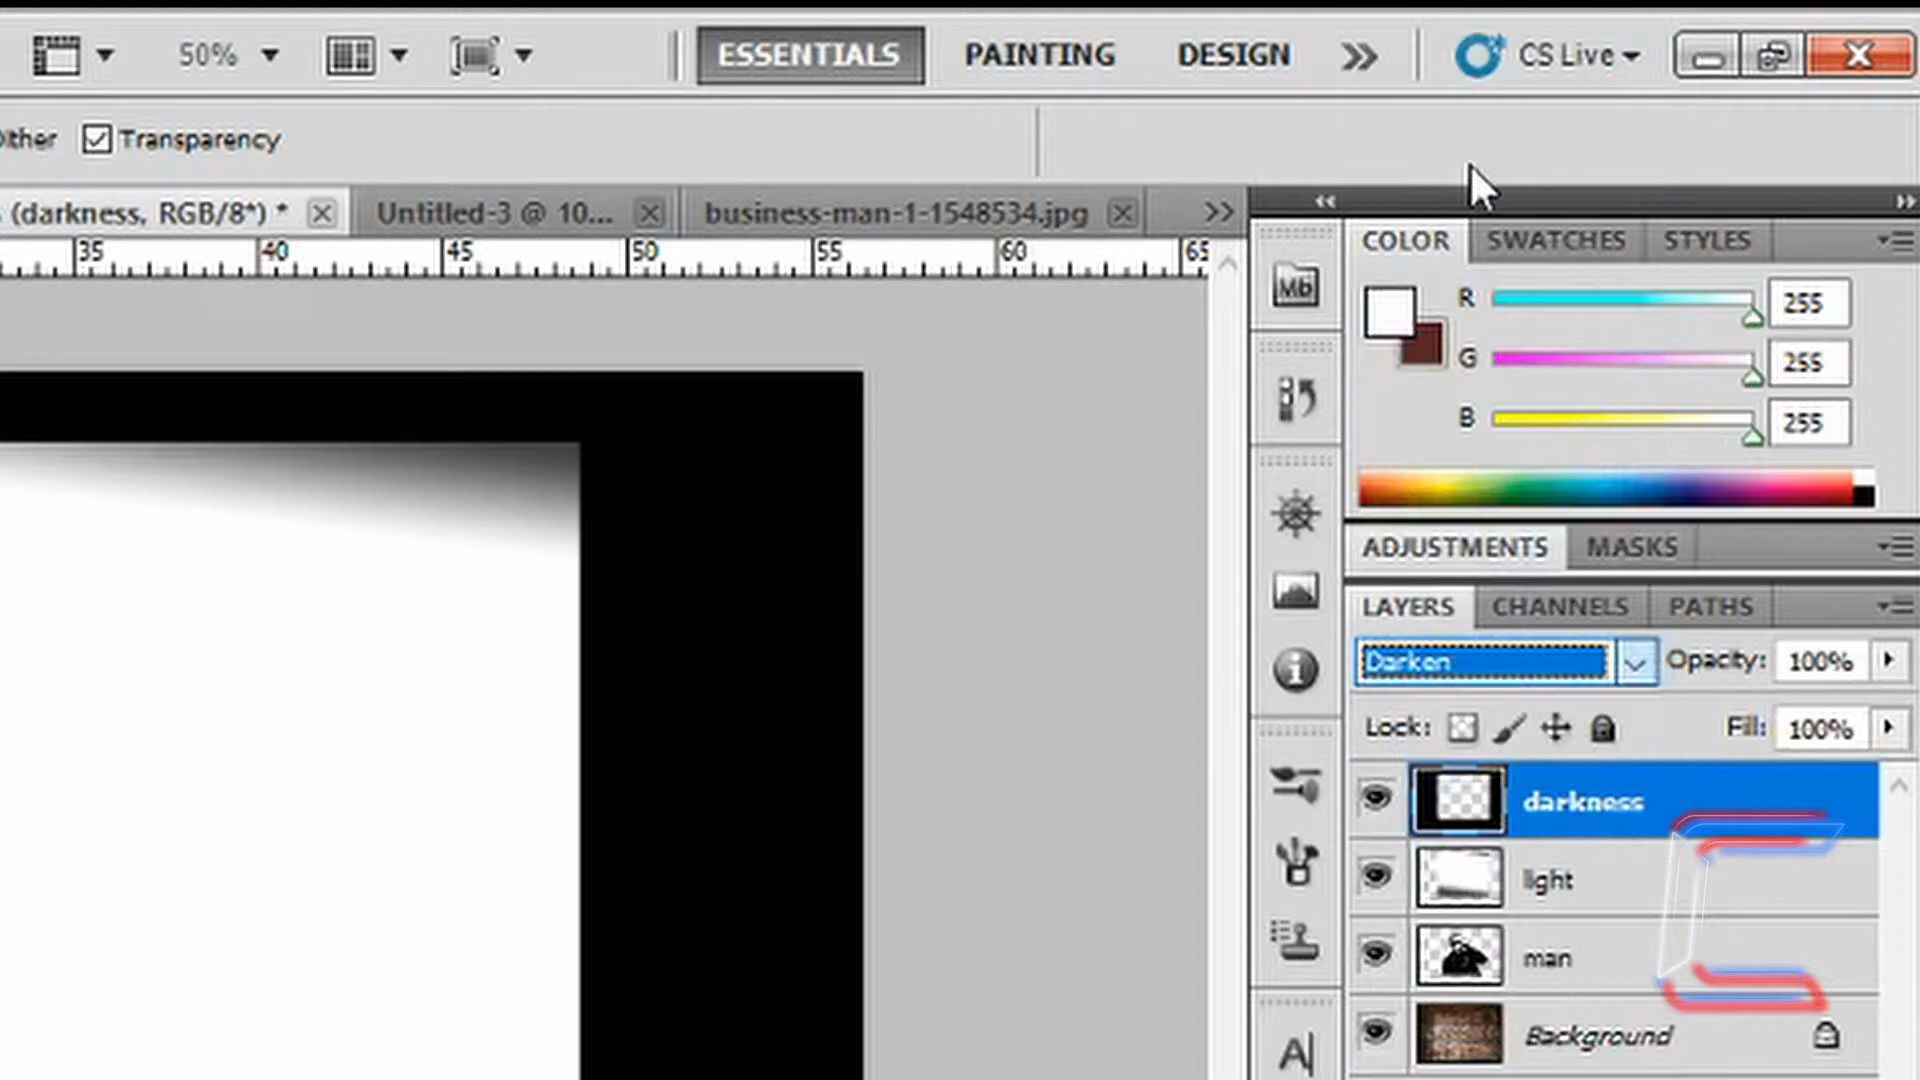 50% ESSENTIALS PAINTING DESIGN CS Live
Transparency
(darkness, RGB/8*) * Untitled-3 @ 10... business-man-1-1548534.jpg
35 40 45 50 55 60 65
COLOR SWATCHES STYLES
Mb
R 255
G 255
B 255
ADJUSTMENTS MASKS
LAYERS CHANNELS PATHS
Darken Opacity: 100%
Lock: Fill: 100%
darkness
light
man
Background
A